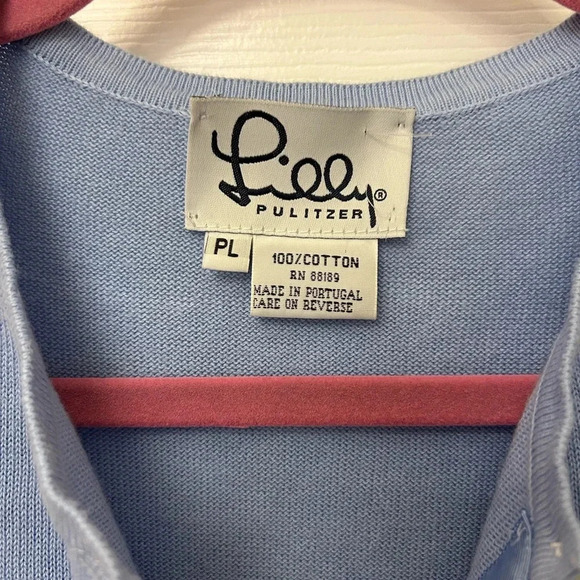 Lilly®
PULITZER
PL
100%COTTON
RN 88189
MADE IN PORTUGAL
CARE ON REVERSE